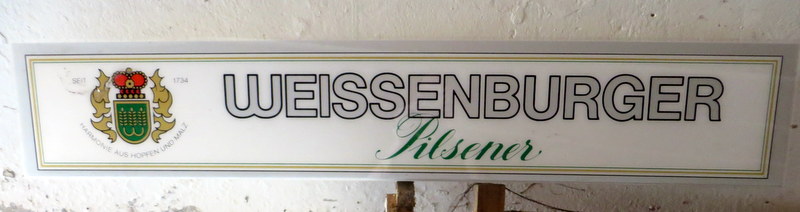 SEIT 1734
HARMONIE AUS HOPFEN UND MALZ
WEISSENBURGER
Pilsener